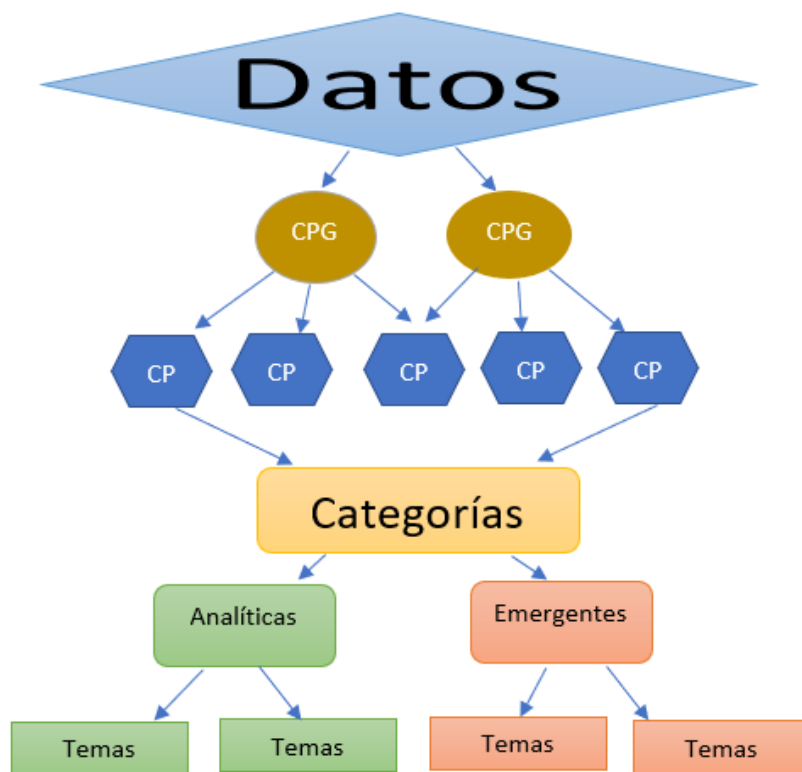 Datos
CPG
CPG
CP
CP
CP
CP
CP
Categorías
Analíticas
Emergentes
Temas
Temas
Temas
Temas